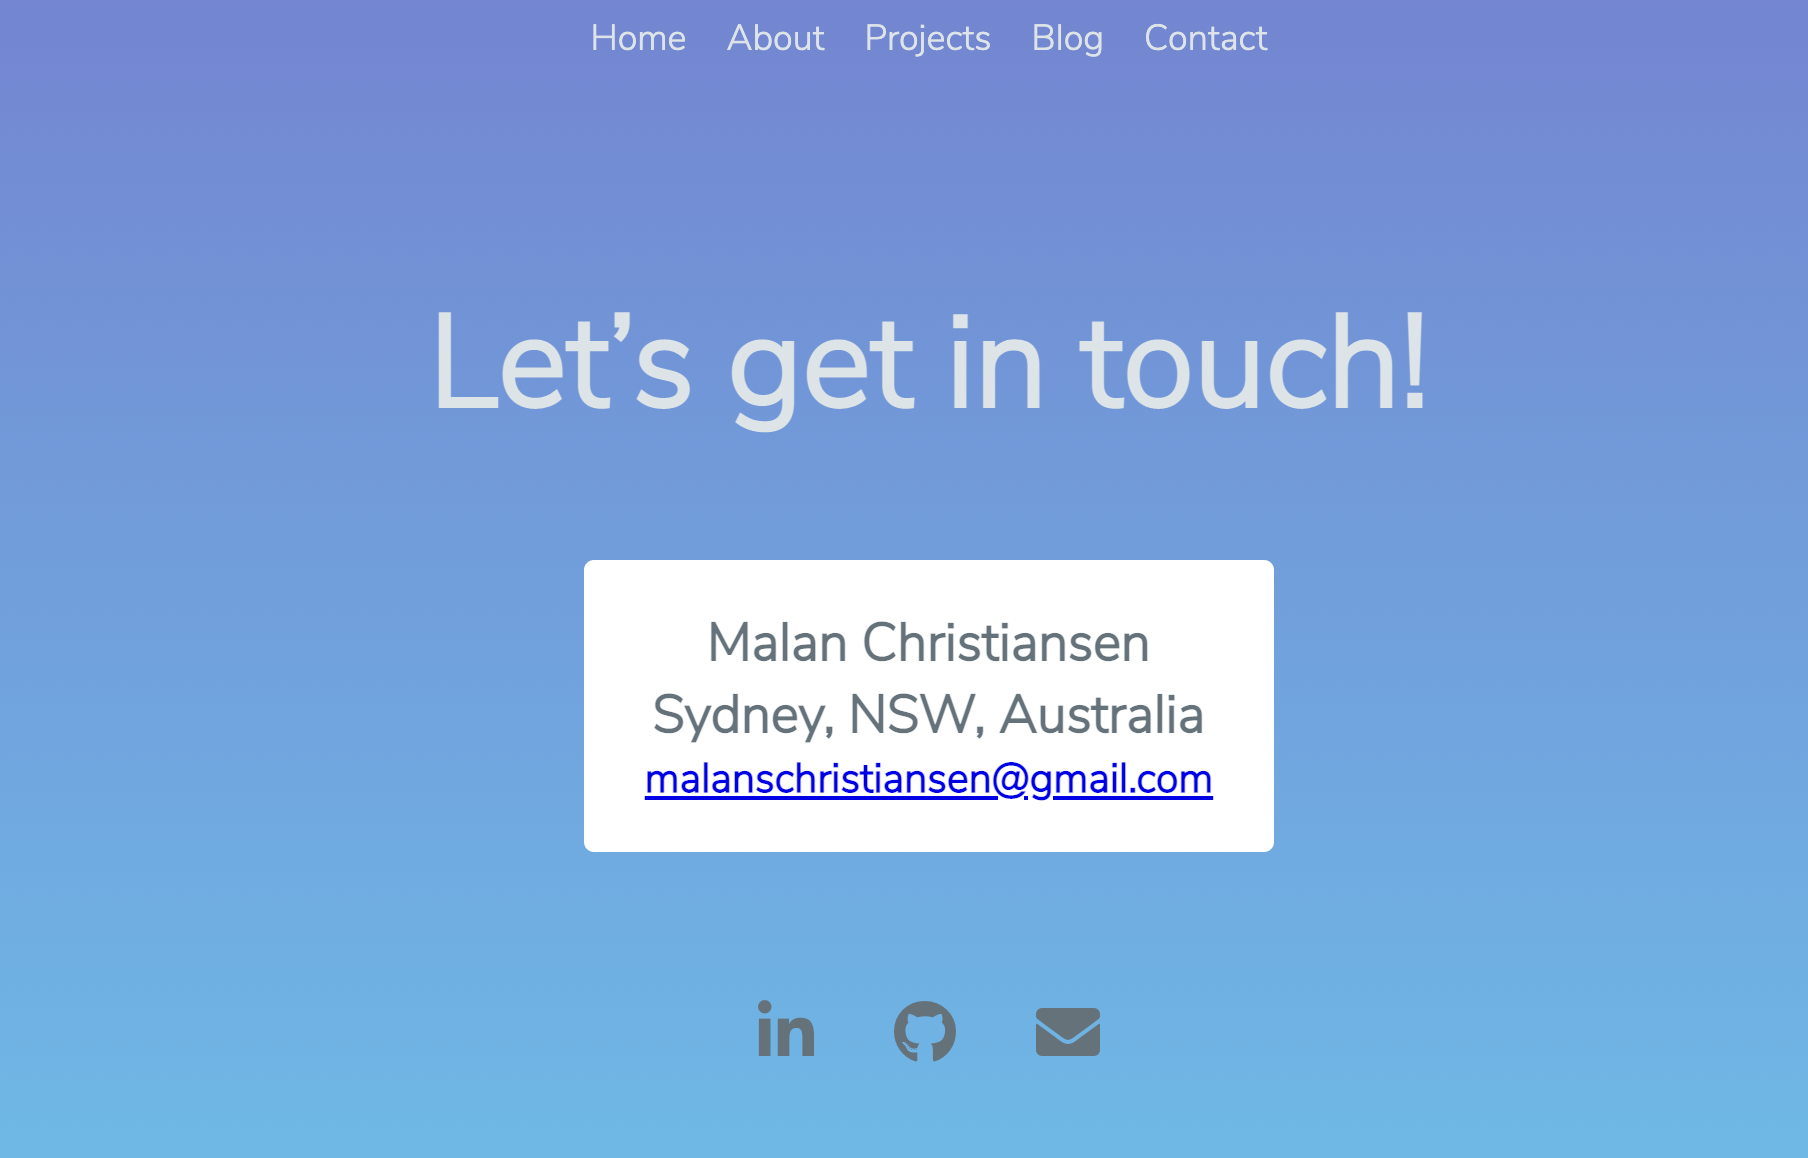 Home About Projects Blog Contact
Let’s get in touch!
Malan Christiansen
Sydney, NSW, Australia
malanschristiansen@gmail.com
in